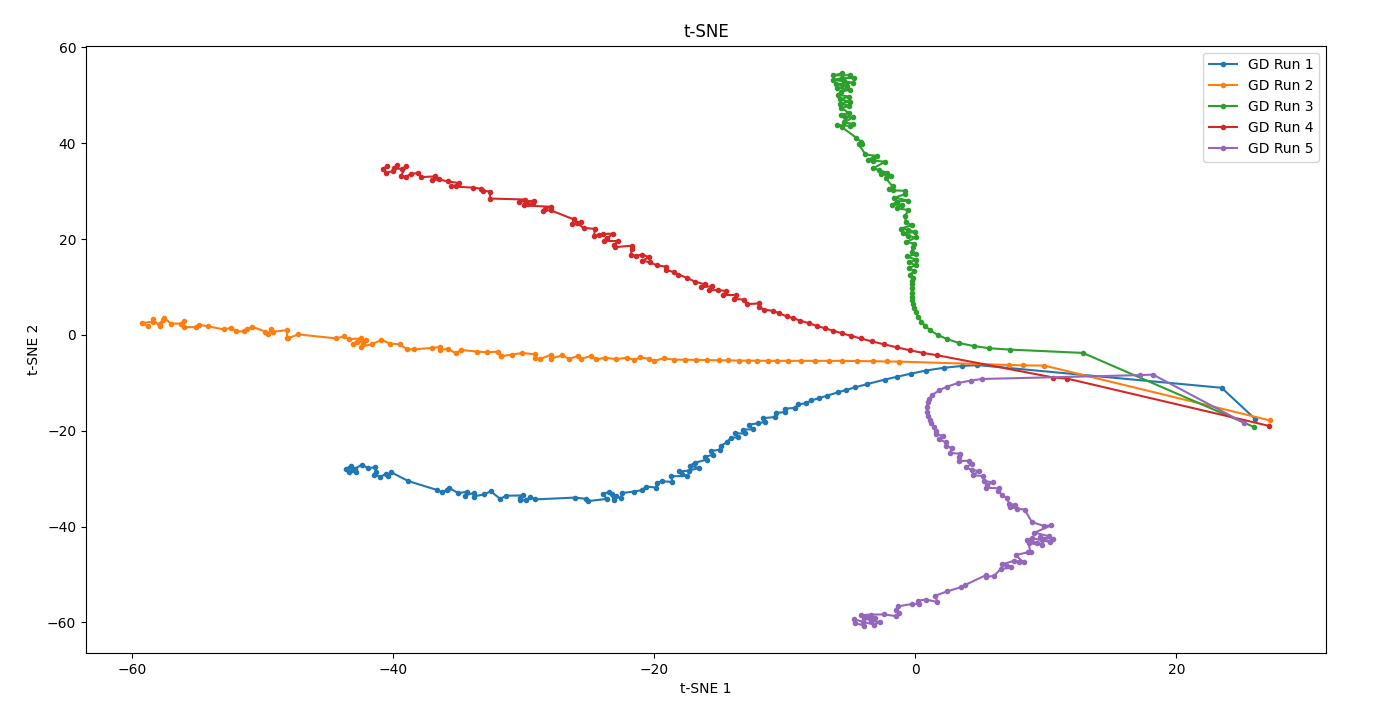 t-SNE
GD Run 1
GD Run 2
GD Run 3
GD Run 4
GD Run 5
60
40
20
0
−20
−40
−60
t-SNE 2
−60
−40
−20
0
20
t-SNE 1